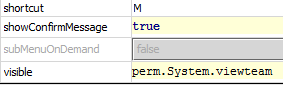 shortcut M
showConfirmMessage true
subMenuOnDemand false
visible perm.System.viewteam